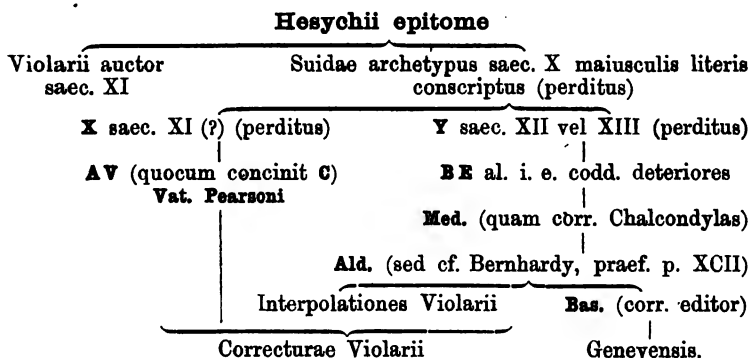 Hesychii epitome
Violarii auctor Suidae archetypus saec. X maiusculis literis
saec. XI conscriptus (perditus)
X saec. XI (?) (perditus) Y saec. XII vel XIII (perditus)
AV (quocum concinit C) BE al. i. e. codd. deteriores
Vat. Pearsoni
Med. (quam corr. Chalcondylas)
Ald. (sed cf. Bernhardy, praef. p. XCII)
Interpolationes Violarii Bas. (corr. editor)
Correcturae Violarii Genevensis.